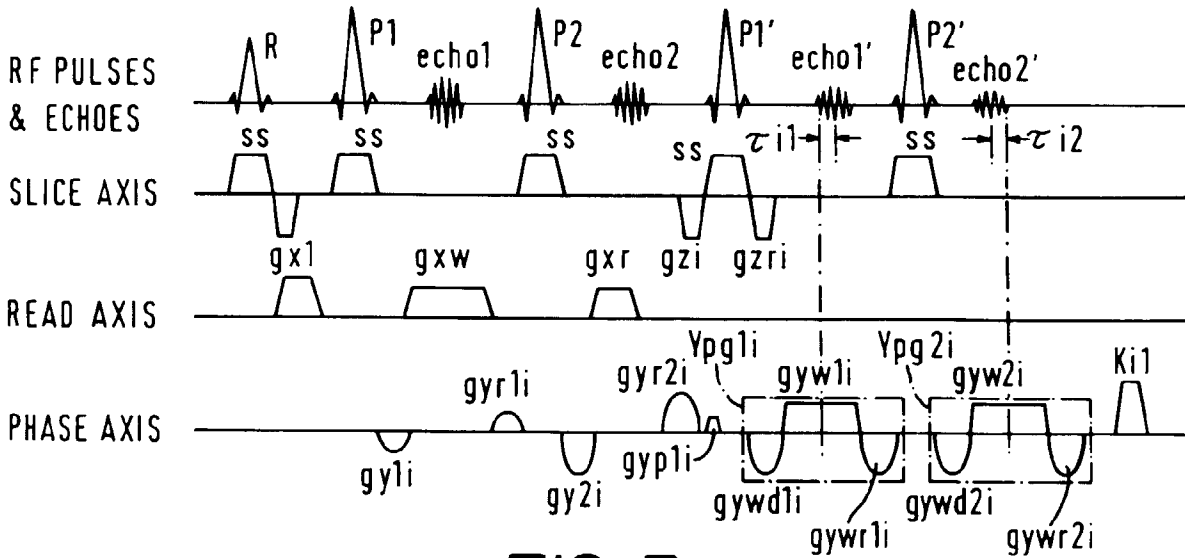 RF PULSES
& ECHOES
R
P1
echo1
P2
echo2
P1'
echo1'
P2'
echo2'
τi1
τi2
SLICE AXIS
ss
ss
ss
ss
ss
gzi
gzri
READ AXIS
gx1
gxw
gxr
PHASE AXIS
gy1i
gyr1i
gy2i
gyr2i
gyp1i
Ypg1i
gyw1i
gywd1i
gywr1i
Ypg2i
gyw2i
gywd2i
gywr2i
Ki1